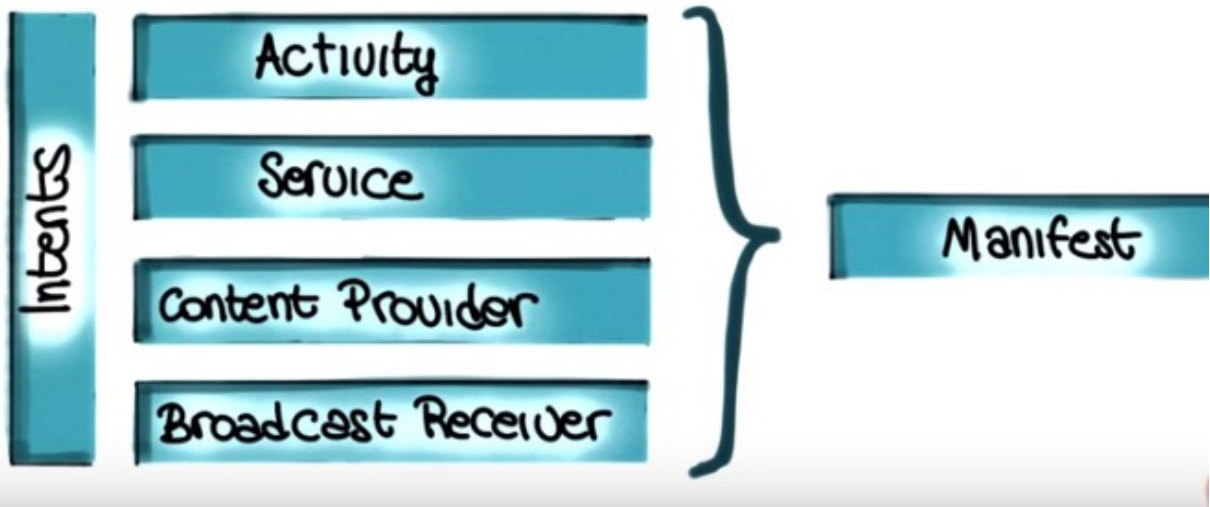 Intents
Activity
Service
Content Provider
Broadcast Receiver
Manifest